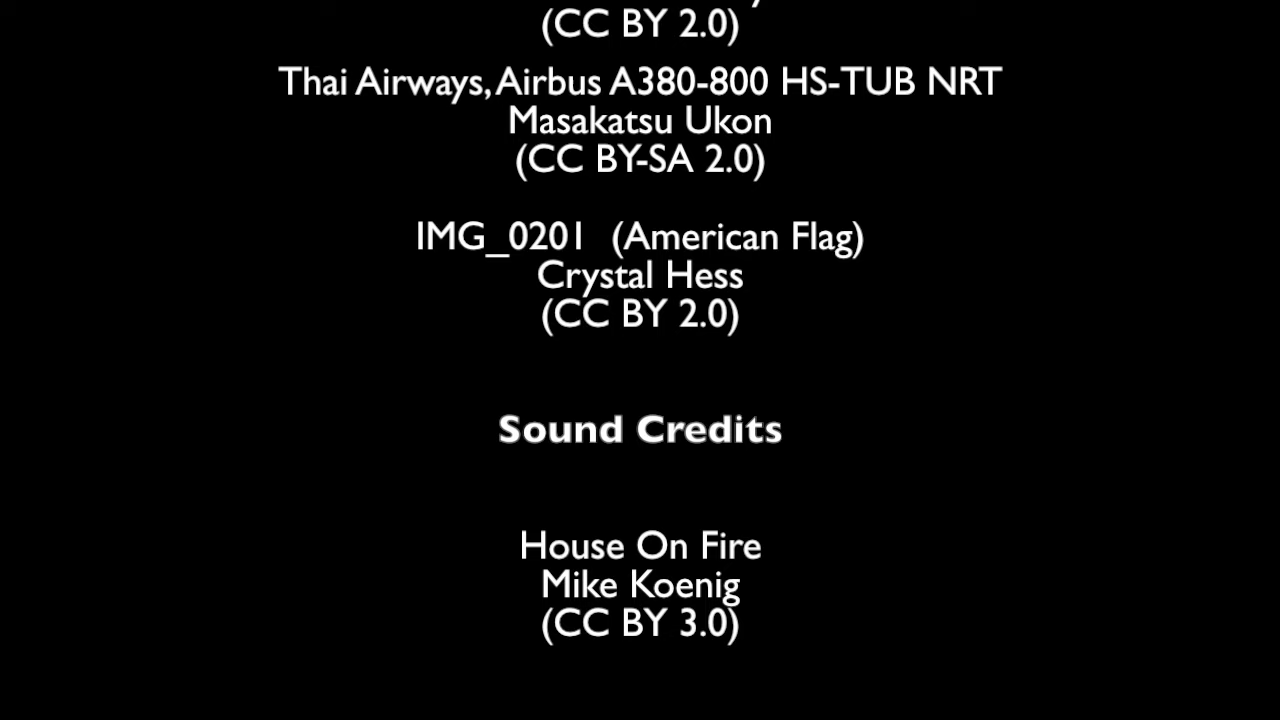 (CC BY 2.0)
Thai Airways, Airbus A380-800 HS-TUB NRT
Masakatsu Ukon
(CC BY-SA 2.0)
IMG_0201 (American Flag)
Crystal Hess
(CC BY 2.0)
Sound Credits
House On Fire
Mike Koenig
(CC BY 3.0)